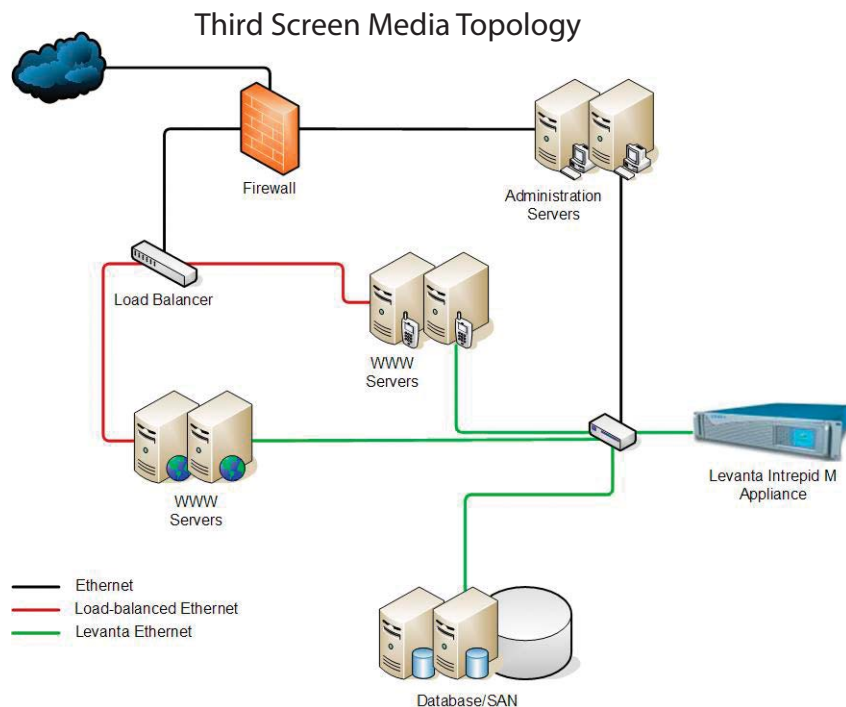 Third Screen Media Topology
Firewall
Administration
Servers
Load Balancer
WWW
Servers
WWW
Servers
Levanta Intrepid M
Appliance
Ethernet
Load-balanced Ethernet
Levanta Ethernet
Database/SAN